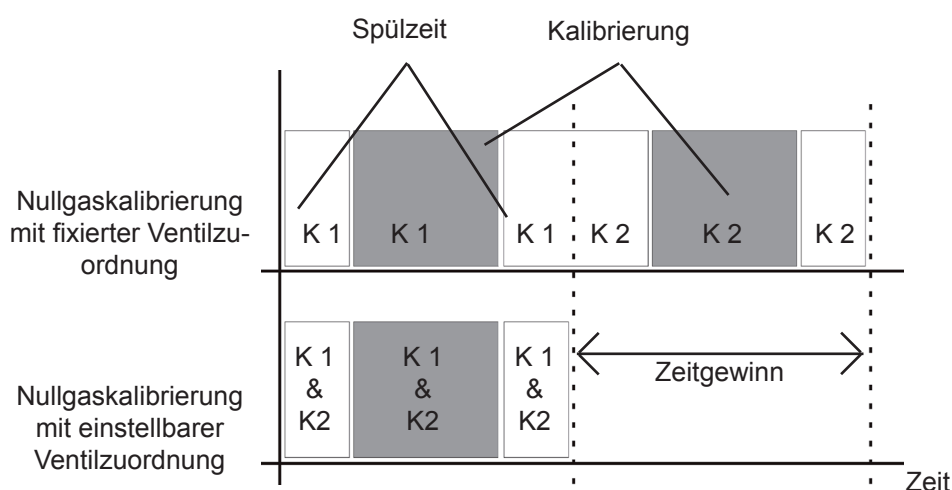 Spülzeit
Kalibrierung
Nullgaskalibrierung
mit fixierter Ventilzu-
ordnung
K 1
K 1
K 1
K 2
K 2
K 2
Nullgaskalibrierung
mit einstellbarer
Ventilzuordnung
K 1
&
K2
K 1
&
K2
K 1
&
K2
Zeitgewinn
Zeit